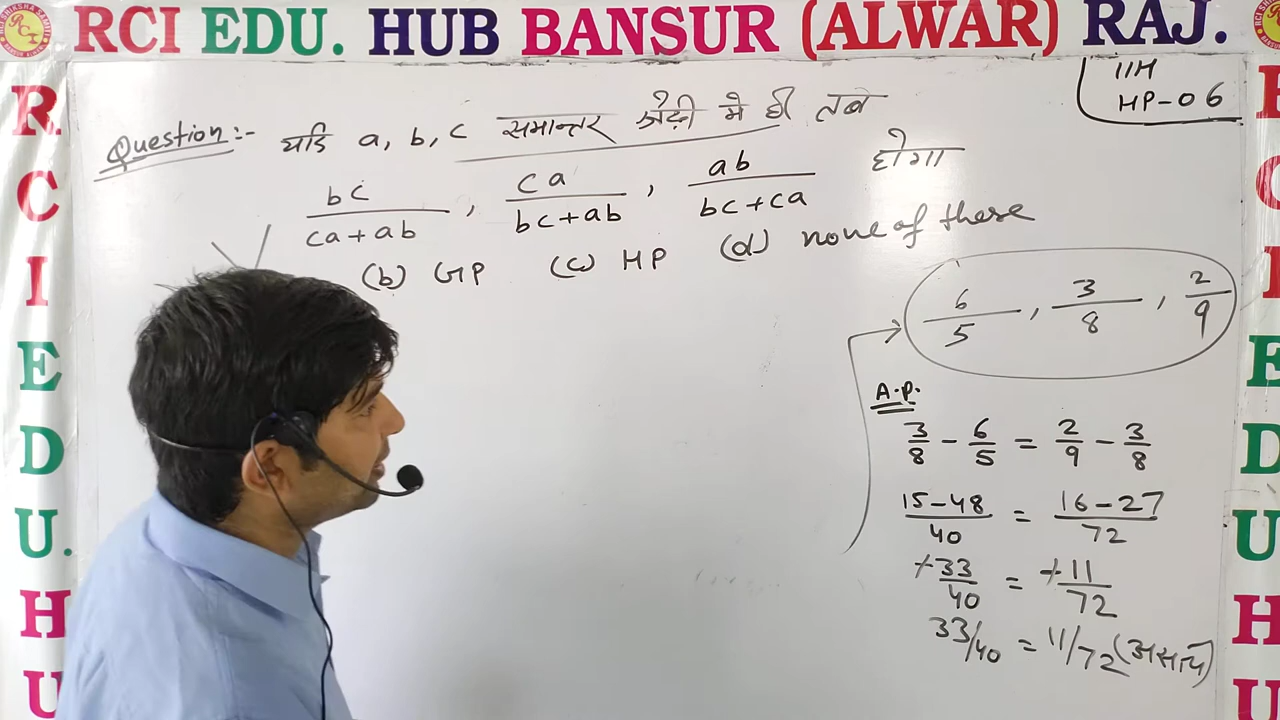 RCI EDU. HUB BANSUR (ALWAR) RAJ.
11H
HP-06
Question:- यदि a, b, c समान्तर श्रेढ़ी मे हो तब
bc/ca+ab, ca/bc+ab, ab/bc+ca होगा
(b) GP (c) HP (d) none of these
6/5, 3/8, 2/9
A.P.
3/8 - 6/5 = 2/9 - 3/8
15-48/40 = 16-27/72
+33/40 = +11/72
33/40 = 11/72 (असत्य)
R
C
I
E
D
U.
H
U
R
C
I
E
D
U
H
U